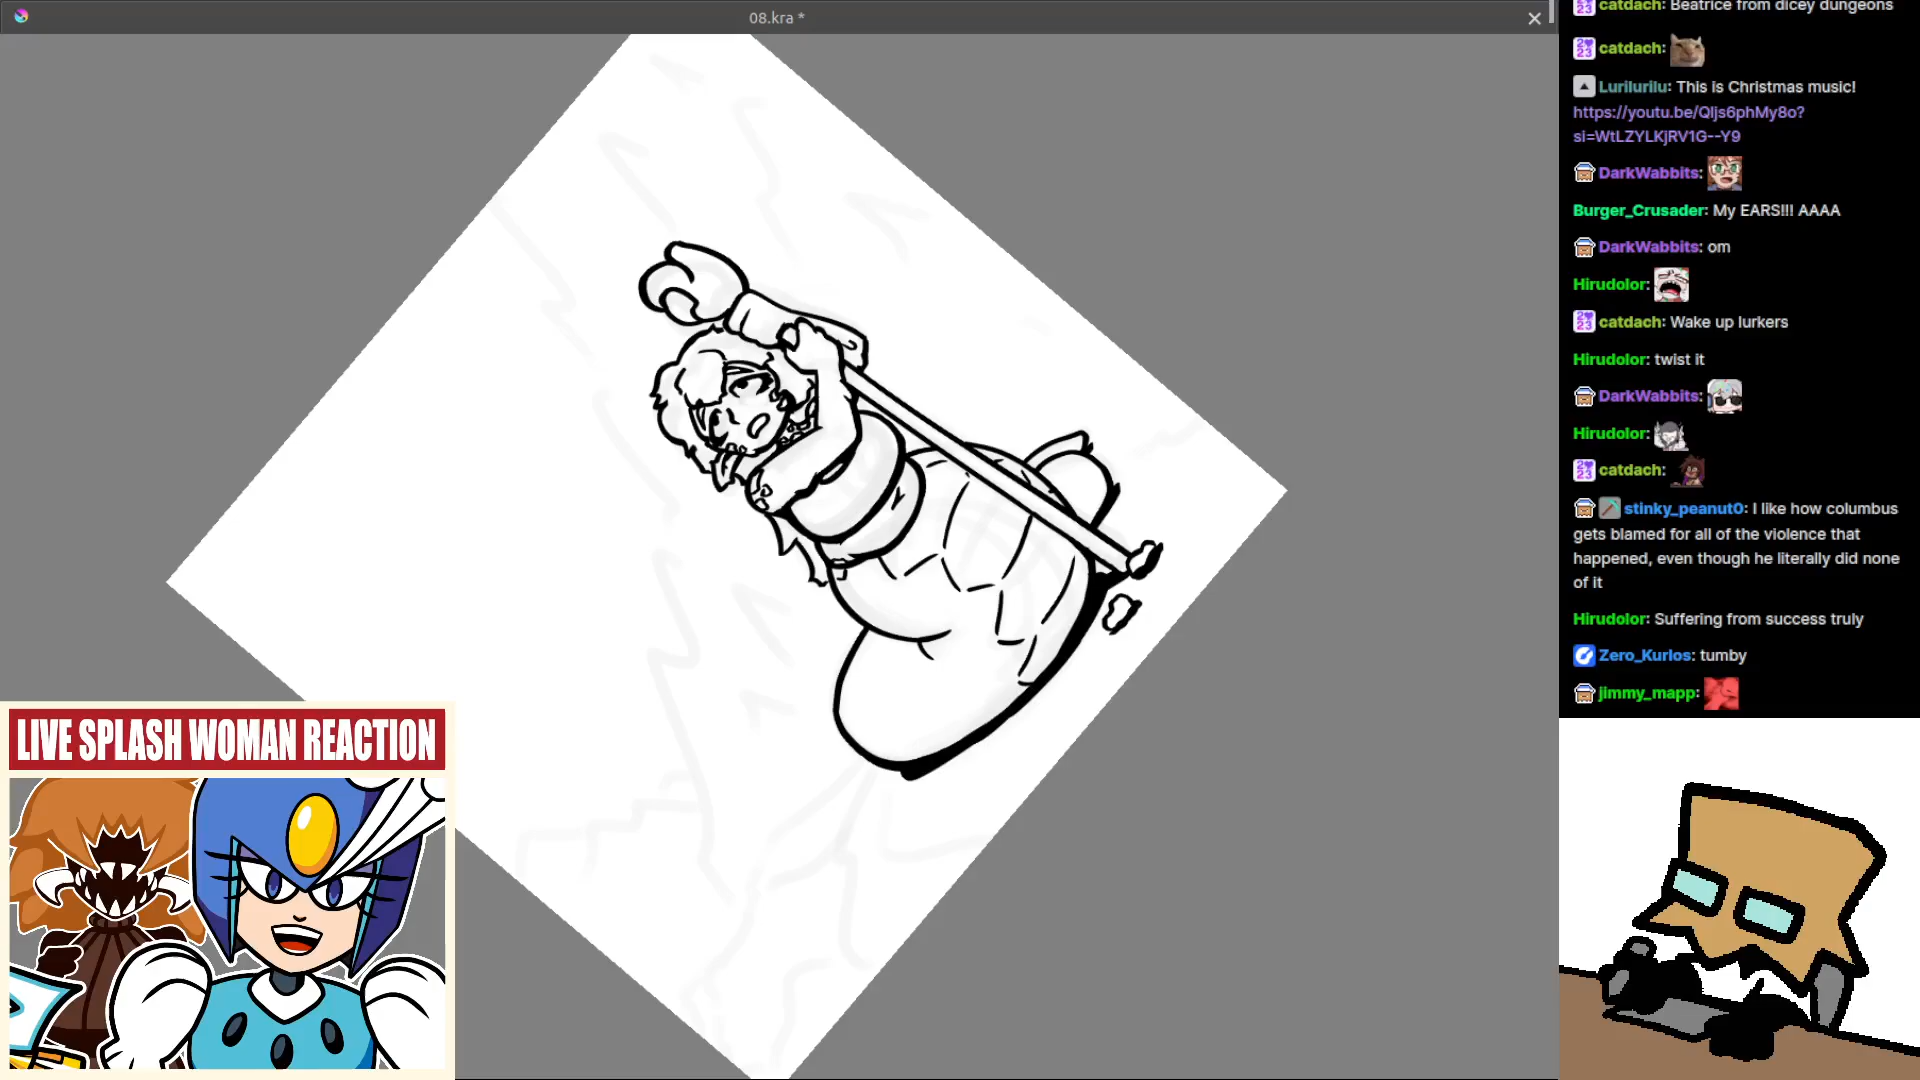 08.kra *
catdach: Beatrice from dicey dungeons
catdach:
Lurilurilu: This is Christmas music!
https://youtu.be/Qljs6phMy8o?
si=WtLZYLKjRV1G--Y9
DarkWabbits:
Burger_Crusader: My EARS!!! AAAA
DarkWabbits: om
Hirudolor:
catdach: Wake up lurkers
Hirudolor: twist it
DarkWabbits:
Hirudolor:
catdach:
stinky_peanut0: I like how columbus
gets blamed for all of the violence that
happened, even though he literally did none
of it
Hirudolor: Suffering from success truly
Zero_Kurlos: tumby
jimmy_mapp:
LIVE SPLASH WOMAN REACTION